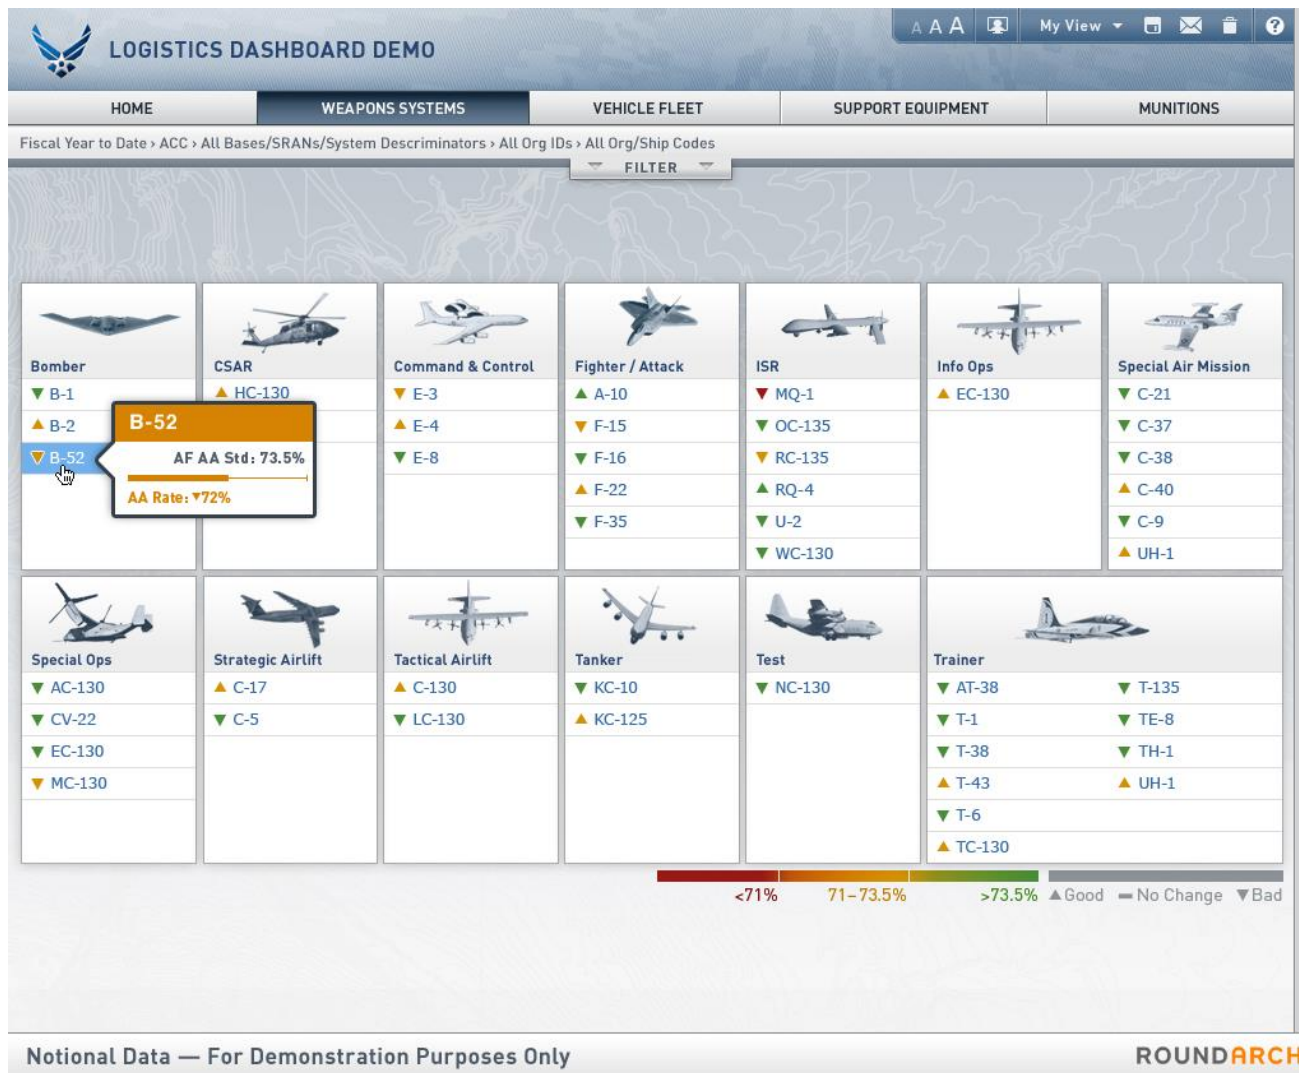 A A A My View
LOGISTICS DASHBOARD DEMO
HOME WEAPONS SYSTEMS VEHICLE FLEET SUPPORT EQUIPMENT MUNITIONS
Fiscal Year to Date › ACC › All Bases/SRANs/System Descriminators › All Org IDs › All Org/Ship Codes
FILTER
Bomber
B-1
B-2
B-52
B-52
AF AA Std: 73.5%
AA Rate: ▼72%
CSAR
HC-130
Command & Control
E-3
E-4
E-8
Fighter / Attack
A-10
F-15
F-16
F-22
F-35
ISR
MQ-1
OC-135
RC-135
RQ-4
U-2
WC-130
Info Ops
EC-130
Special Air Mission
C-21
C-37
C-38
C-40
C-9
UH-1
Special Ops
AC-130
CV-22
EC-130
MC-130
Strategic Airlift
C-17
C-5
Tactical Airlift
C-130
LC-130
Tanker
KC-10
KC-125
Test
NC-130
Trainer
AT-38 T-135
T-1 TE-8
T-38 TH-1
T-43 UH-1
T-6
TC-130
<71% 71–73.5% >73.5% ▲Good ━ No Change ▼Bad
Notional Data — For Demonstration Purposes Only
ROUNDARCH